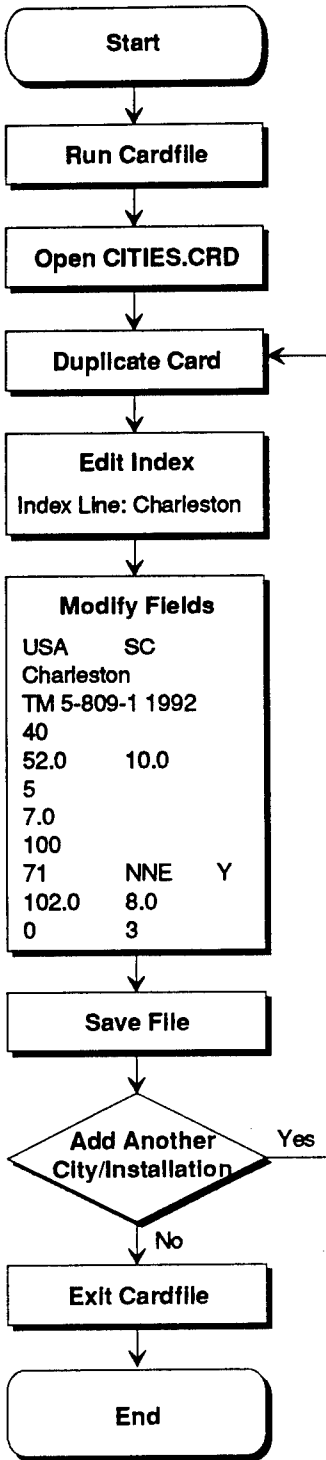 Start
Run Cardfile
Open CITIES.CRD
Duplicate Card
Edit Index
Index Line: Charleston
Modify Fields
USA SC
Charleston
TM 5-809-1 1992
40
52.0 10.0
5
7.0
100
71 NNE Y
102.0 8.0
0 3
Save File
Add Another
City/Installation
Yes
No
Exit Cardfile
End